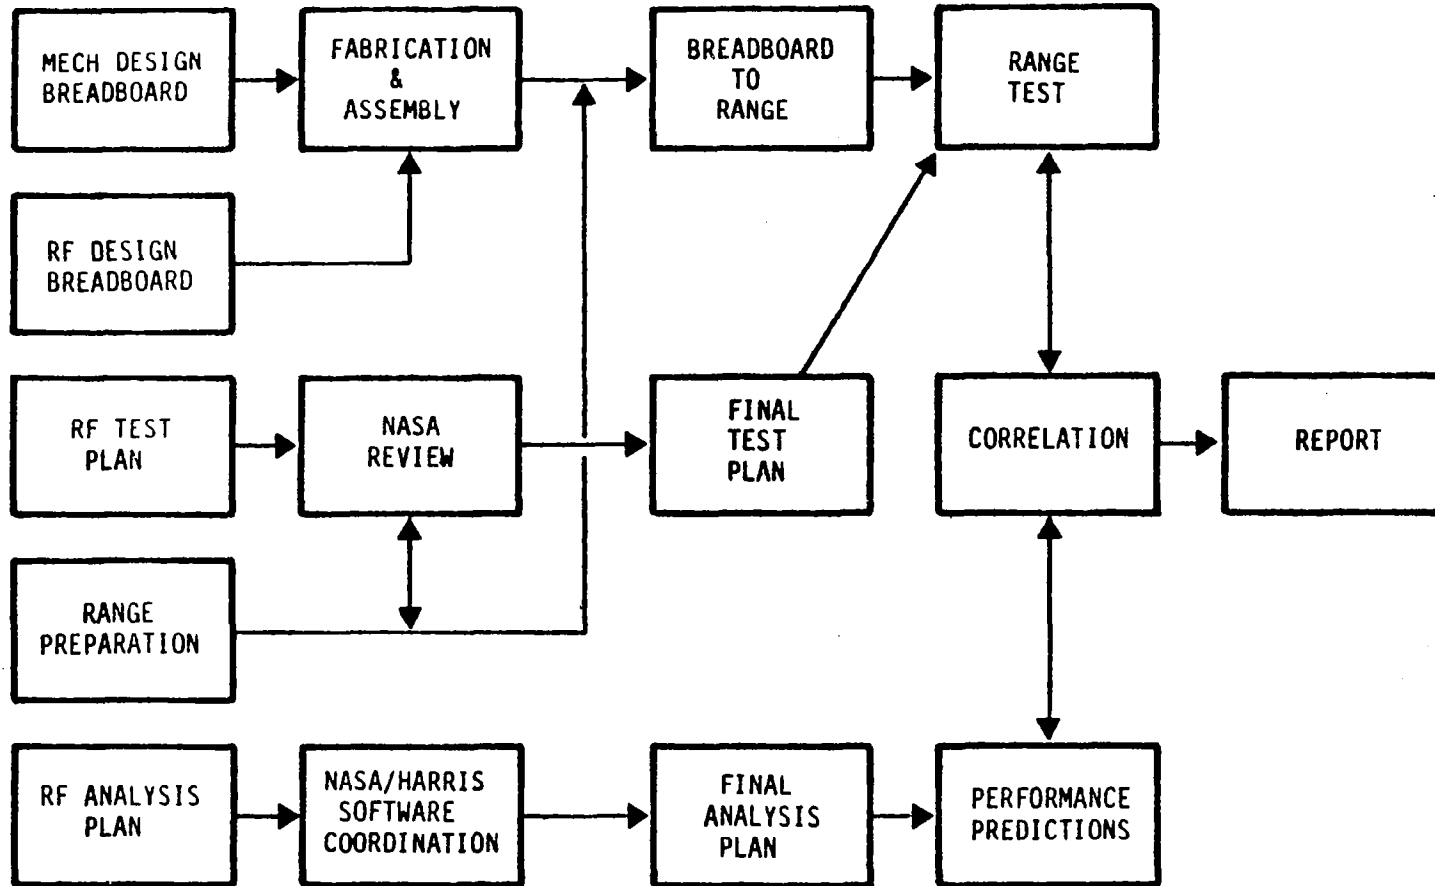 MECH DESIGN
BREADBOARD
FABRICATION
&
ASSEMBLY
BREADBOARD
TO
RANGE
RANGE
TEST
RF DESIGN
BREADBOARD
RF TEST
PLAN
NASA
REVIEW
FINAL
TEST
PLAN
CORRELATION
REPORT
RANGE
PREPARATION
RF ANALYSIS
PLAN
NASA/HARRIS
SOFTWARE
COORDINATION
FINAL
ANALYSIS
PLAN
PERFORMANCE
PREDICTIONS